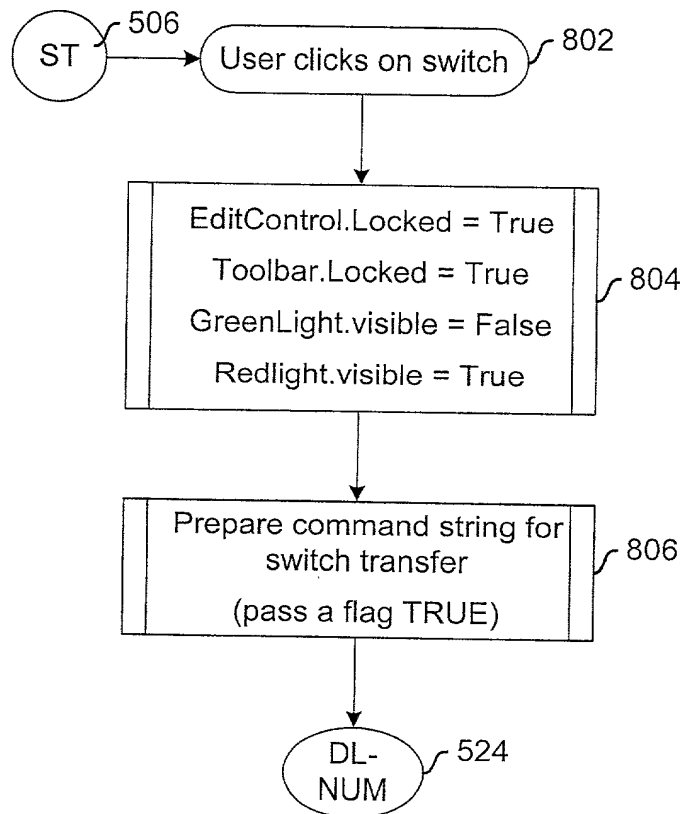 506
ST
User clicks on switch
802
EditControl.Locked = True
Toolbar.Locked = True
GreenLight.visible = False
Redlight.visible = True
804
Prepare command string for
switch transfer
(pass a flag TRUE)
806
DL-
NUM
524